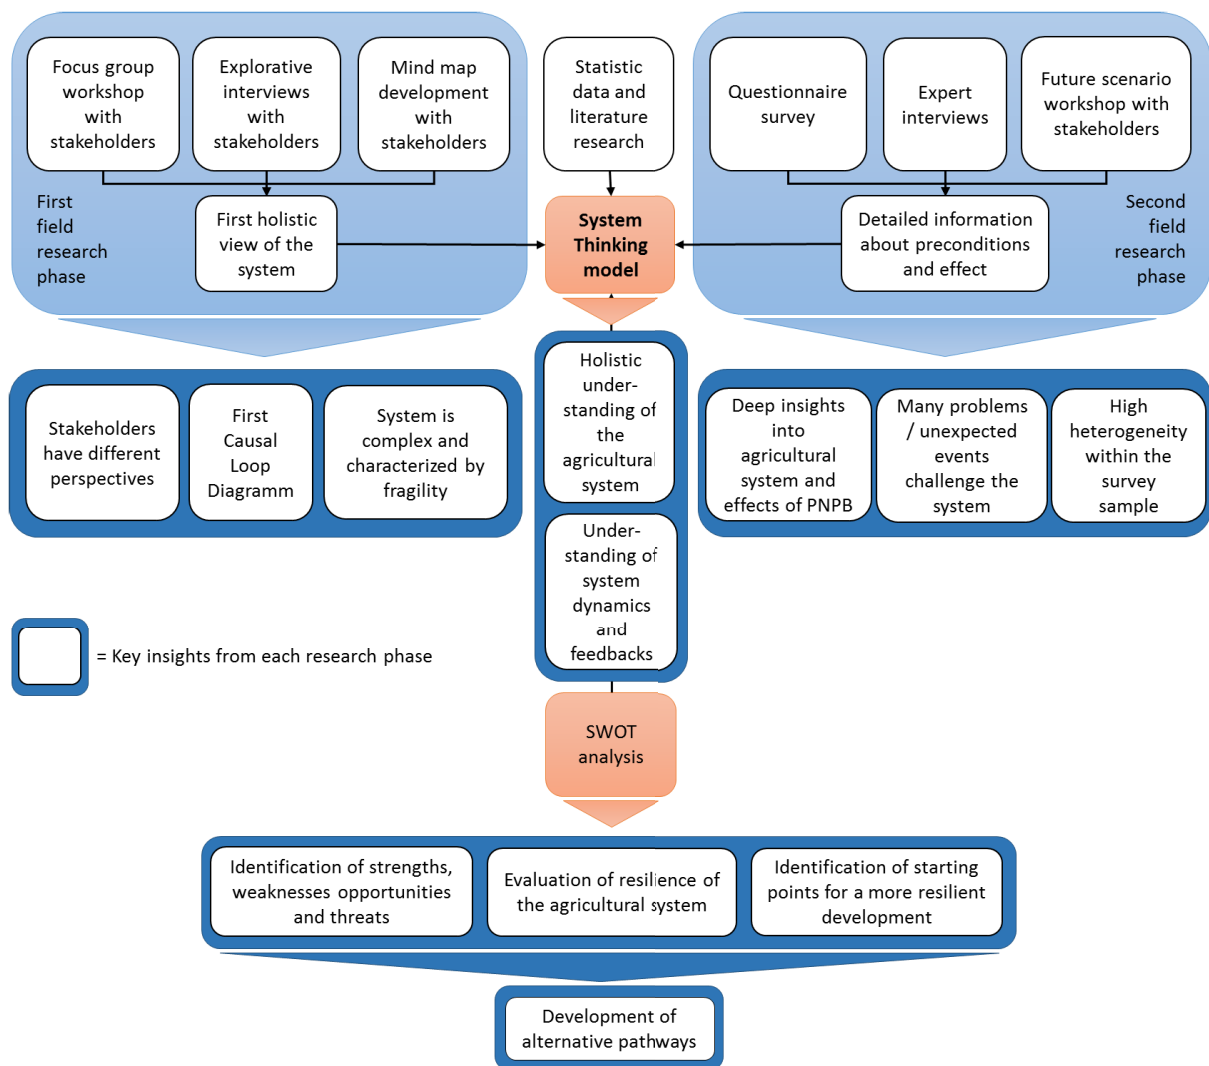 Focus group
workshop
with
stakeholders
Explorative
interviews
with
stakeholders
Mind map
development
with
stakeholders
First
field
research
phase
First holistic
view of the
system
Statistic
data and
literature
research
System
Thinking
model
Questionnaire
survey
Expert
interviews
Future scenario
workshop with
stakeholders
Detailed information
about preconditions
and effect
Second
field
research
phase
Stakeholders
have different
perspectives
First
Causal
Loop
Diagramm
System is
complex and
characterized by
fragility
Holistic
under-
standing of
the
agricultural
system
Under-
standing of
system
dynamics
and
feedbacks
Deep insights
into
agricultural
system and
effects of PNPB
Many problems
/ unexpected
events
challenge the
system
High
heterogeneity
within the
survey
sample
= Key insights from each research phase
SWOT
analysis
Identification of strengths,
weaknesses opportunities
and threats
Evaluation of resilience of
the agricultural system
Identification of starting
points for a more resilient
development
Development of
alternative pathways